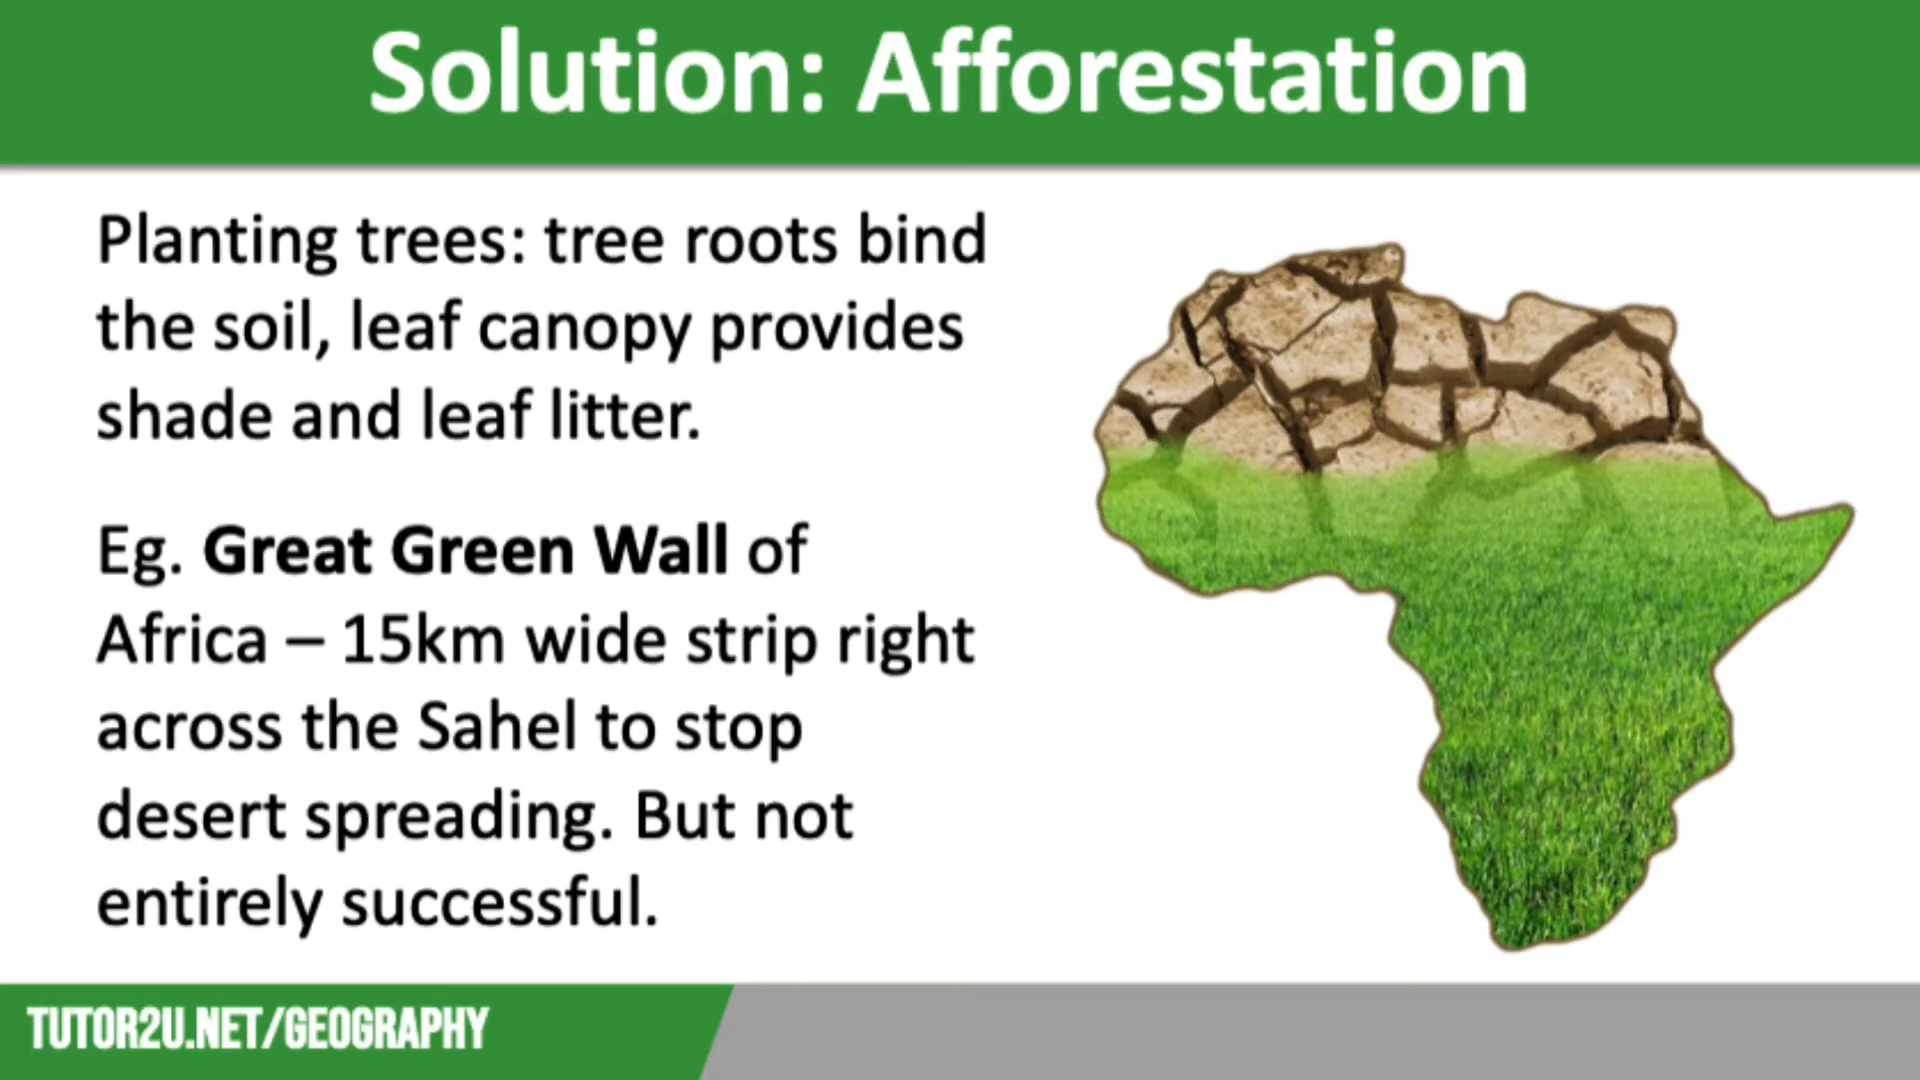 Solution: Afforestation
Planting trees: tree roots bind
the soil, leaf canopy provides
shade and leaf litter.
Eg. Great Green Wall of
Africa – 15km wide strip right
across the Sahel to stop
desert spreading. But not
entirely successful.
TUTOR2U.NET/GEOGRAPHY